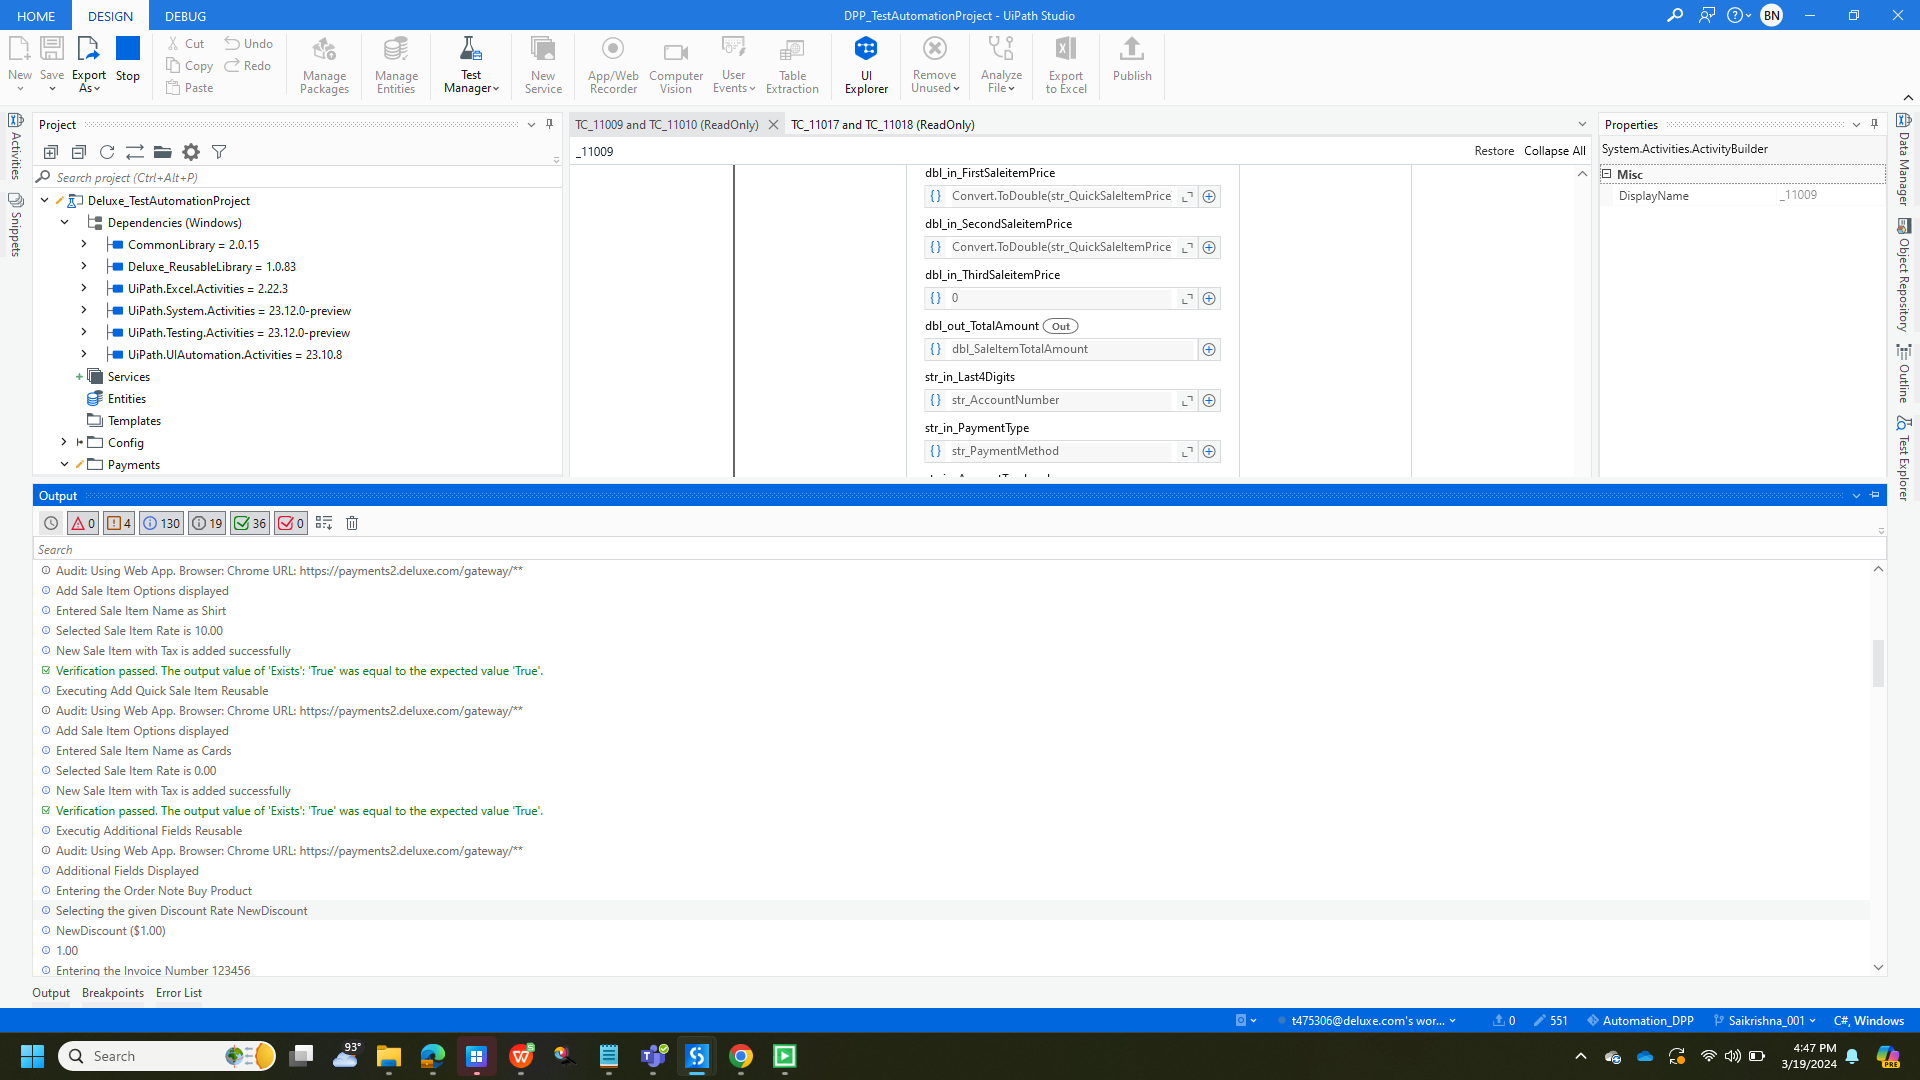 HOME DESIGN DEBUG DPP_TestAutomationProject - UiPath Studio BN
New Save Export As Stop Cut Copy Paste Undo Redo Manage Packages Manage Entities Test Manager New Service App/Web Recorder Computer Vision User Events Table Extraction UI Explorer Remove Unused Analyze File Export to Excel Publish
Activities
Snippets
Project
Search project (Ctrl+Alt+P)
Deluxe_TestAutomationProject
Dependencies (Windows)
CommonLibrary = 2.0.15
Deluxe_ReusableLibrary = 1.0.83
UiPath.Excel.Activities = 2.22.3
UiPath.System.Activities = 23.12.0-preview
UiPath.Testing.Activities = 23.12.0-preview
UiPath.UIAutomation.Activities = 23.10.8
Services
Entities
Templates
Config
Payments
TC_11009 and TC_11010 (ReadOnly) TC_11017 and TC_11018 (ReadOnly)
_11009 Restore Collapse All
dbl_in_FirstSaleitemPrice
Convert.ToDouble(str_QuickSaleItemPrice
dbl_in_SecondSaleitemPrice
Convert.ToDouble(str_QuickSaleItemPrice
dbl_in_ThirdSaleitemPrice
0
dbl_out_TotalAmount Out
dbl_SaleItemTotalAmount
str_in_Last4Digits
str_AccountNumber
str_in_PaymentType
str_PaymentMethod
Properties
System.Activities.ActivityBuilder
Misc
DisplayName _11009
Data Manager
Object Repository
Outline
Test Explorer
Output
0 4 130 19 36 0
Search
Audit: Using Web App. Browser: Chrome URL: https://payments2.deluxe.com/gateway/**
Add Sale Item Options displayed
Entered Sale Item Name as Shirt
Selected Sale Item Rate is 10.00
New Sale Item with Tax is added successfully
Verification passed. The output value of 'Exists': 'True' was equal to the expected value 'True'.
Executing Add Quick Sale Item Reusable
Audit: Using Web App. Browser: Chrome URL: https://payments2.deluxe.com/gateway/**
Add Sale Item Options displayed
Entered Sale Item Name as Cards
Selected Sale Item Rate is 0.00
New Sale Item with Tax is added successfully
Verification passed. The output value of 'Exists': 'True' was equal to the expected value 'True'.
Executig Additional Fields Reusable
Audit: Using Web App. Browser: Chrome URL: https://payments2.deluxe.com/gateway/**
Additional Fields Displayed
Entering the Order Note Buy Product
Selecting the given Discount Rate NewDiscount
NewDiscount ($1.00)
1.00
Entering the Invoice Number 123456
Output Breakpoints Error List
t475306@deluxe.com's wor... 0 551 Automation_DPP Saikrishna_001 C#, Windows
Search 93° 4:47 PM
3/19/2024